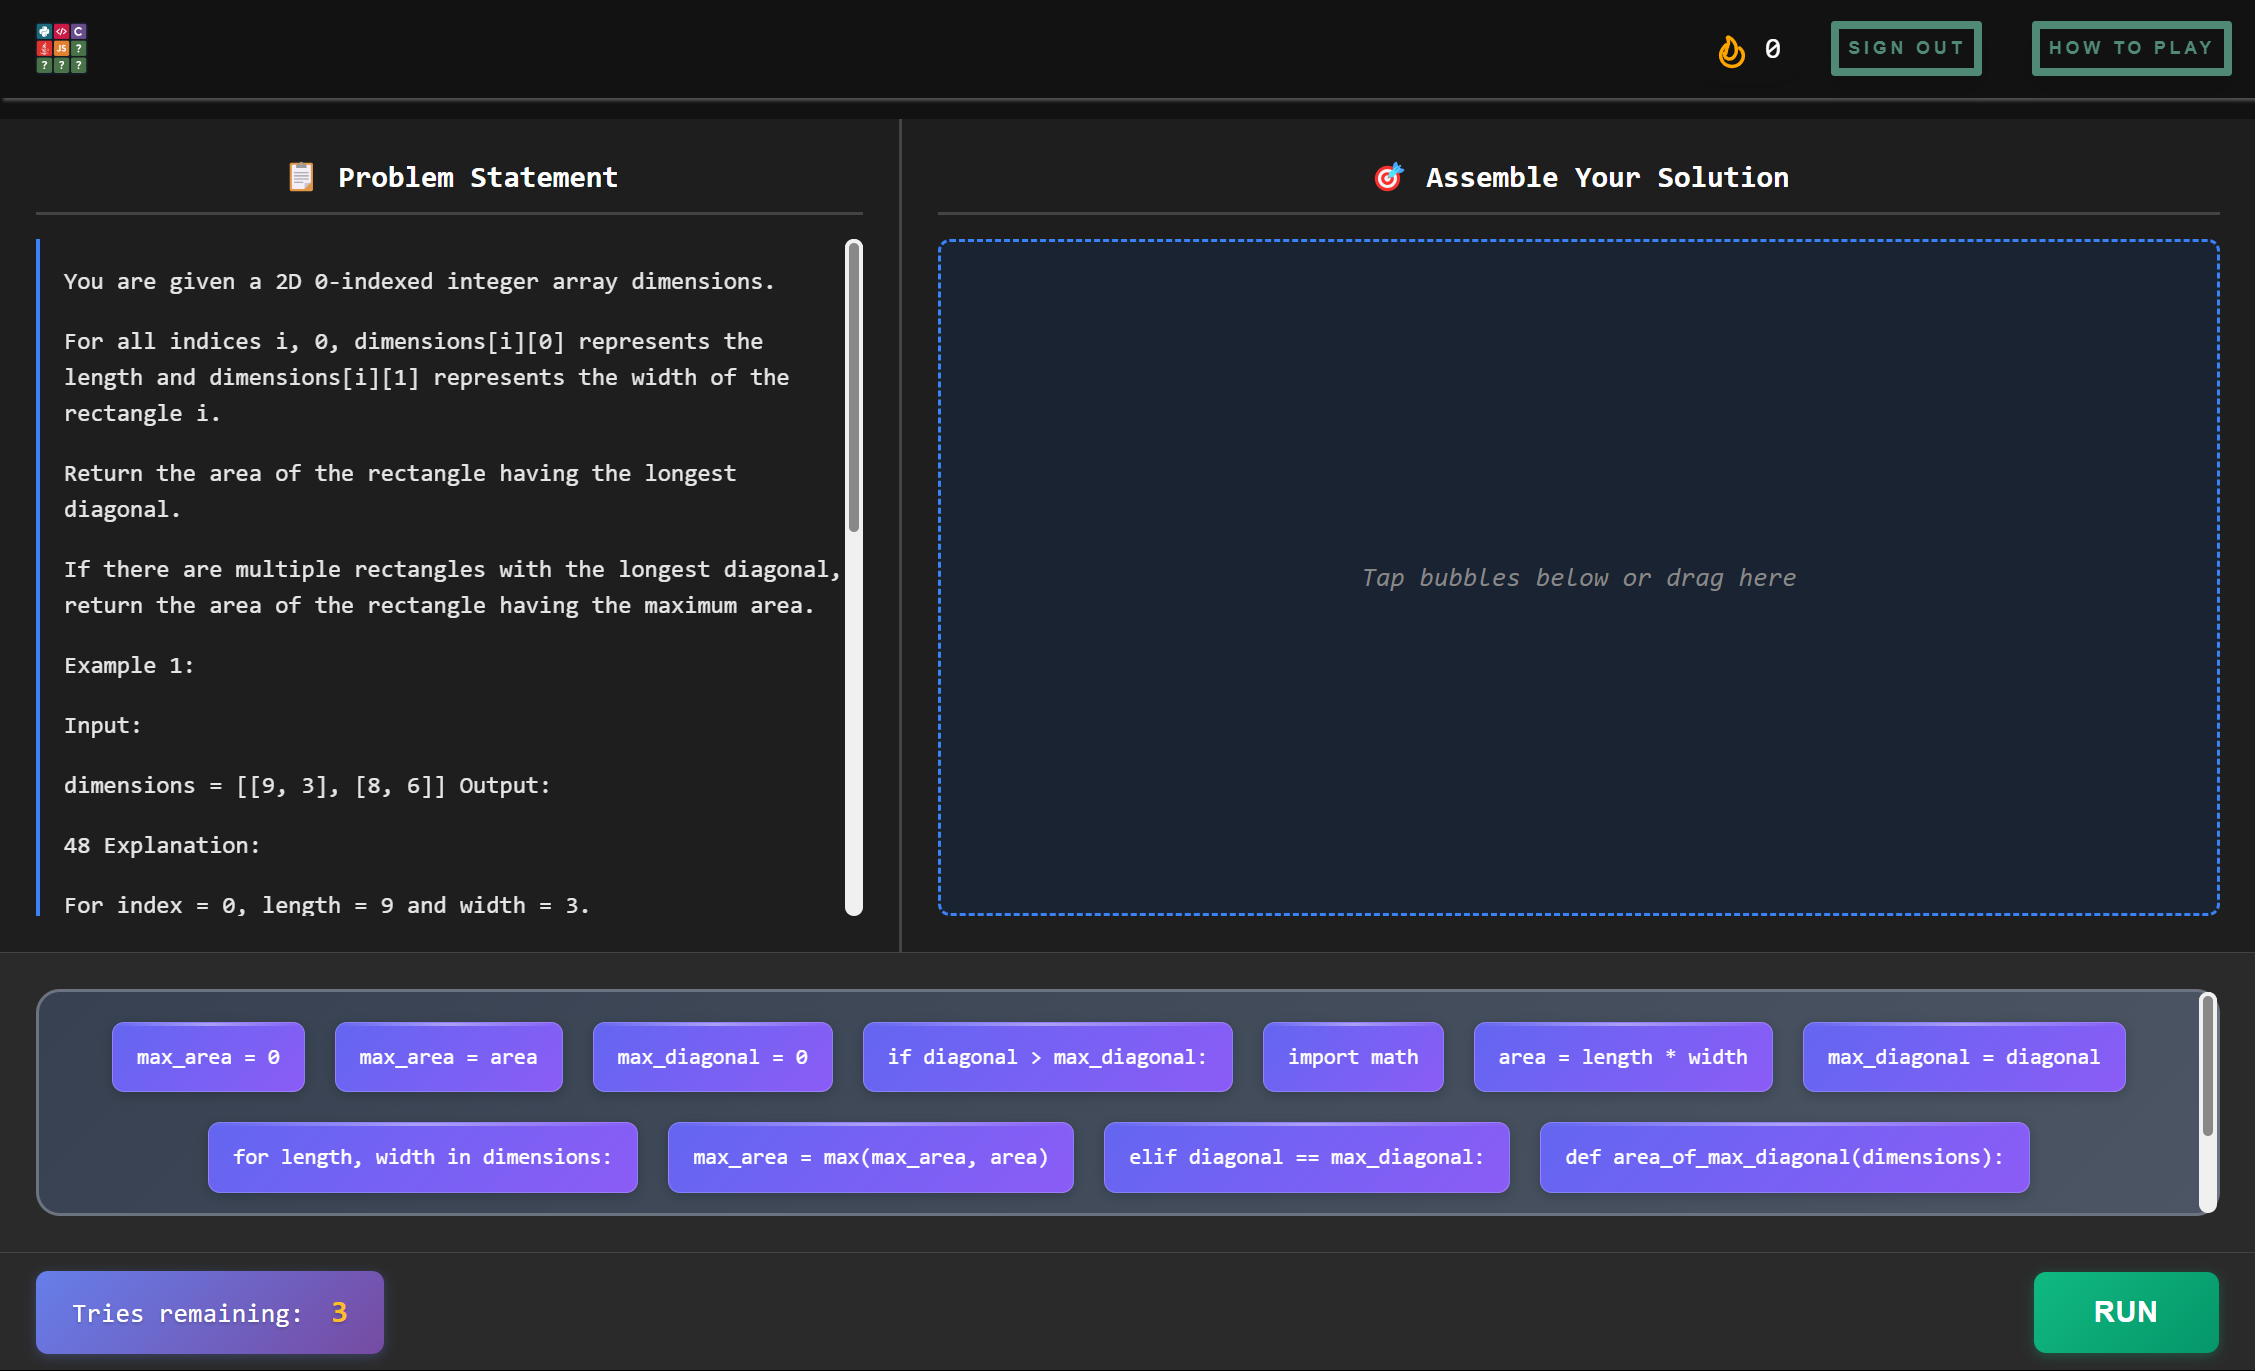 </> C
JS ?
? ? ?
0
SIGN OUT
HOW TO PLAY
Problem Statement
Assemble Your Solution
You are given a 2D 0-indexed integer array dimensions.
For all indices i, 0, dimensions[i][0] represents the
length and dimensions[i][1] represents the width of the
rectangle i.
Return the area of the rectangle having the longest
diagonal.
If there are multiple rectangles with the longest diagonal,
return the area of the rectangle having the maximum area.
Example 1:
Input:
dimensions = [[9, 3], [8, 6]] Output:
48 Explanation:
For index = 0, length = 9 and width = 3.
Tap bubbles below or drag here
max_area = 0
max_area = area
max_diagonal = 0
if diagonal > max_diagonal:
import math
area = length * width
max_diagonal = diagonal
for length, width in dimensions:
max_area = max(max_area, area)
elif diagonal == max_diagonal:
def area_of_max_diagonal(dimensions):
Tries remaining: 3
RUN